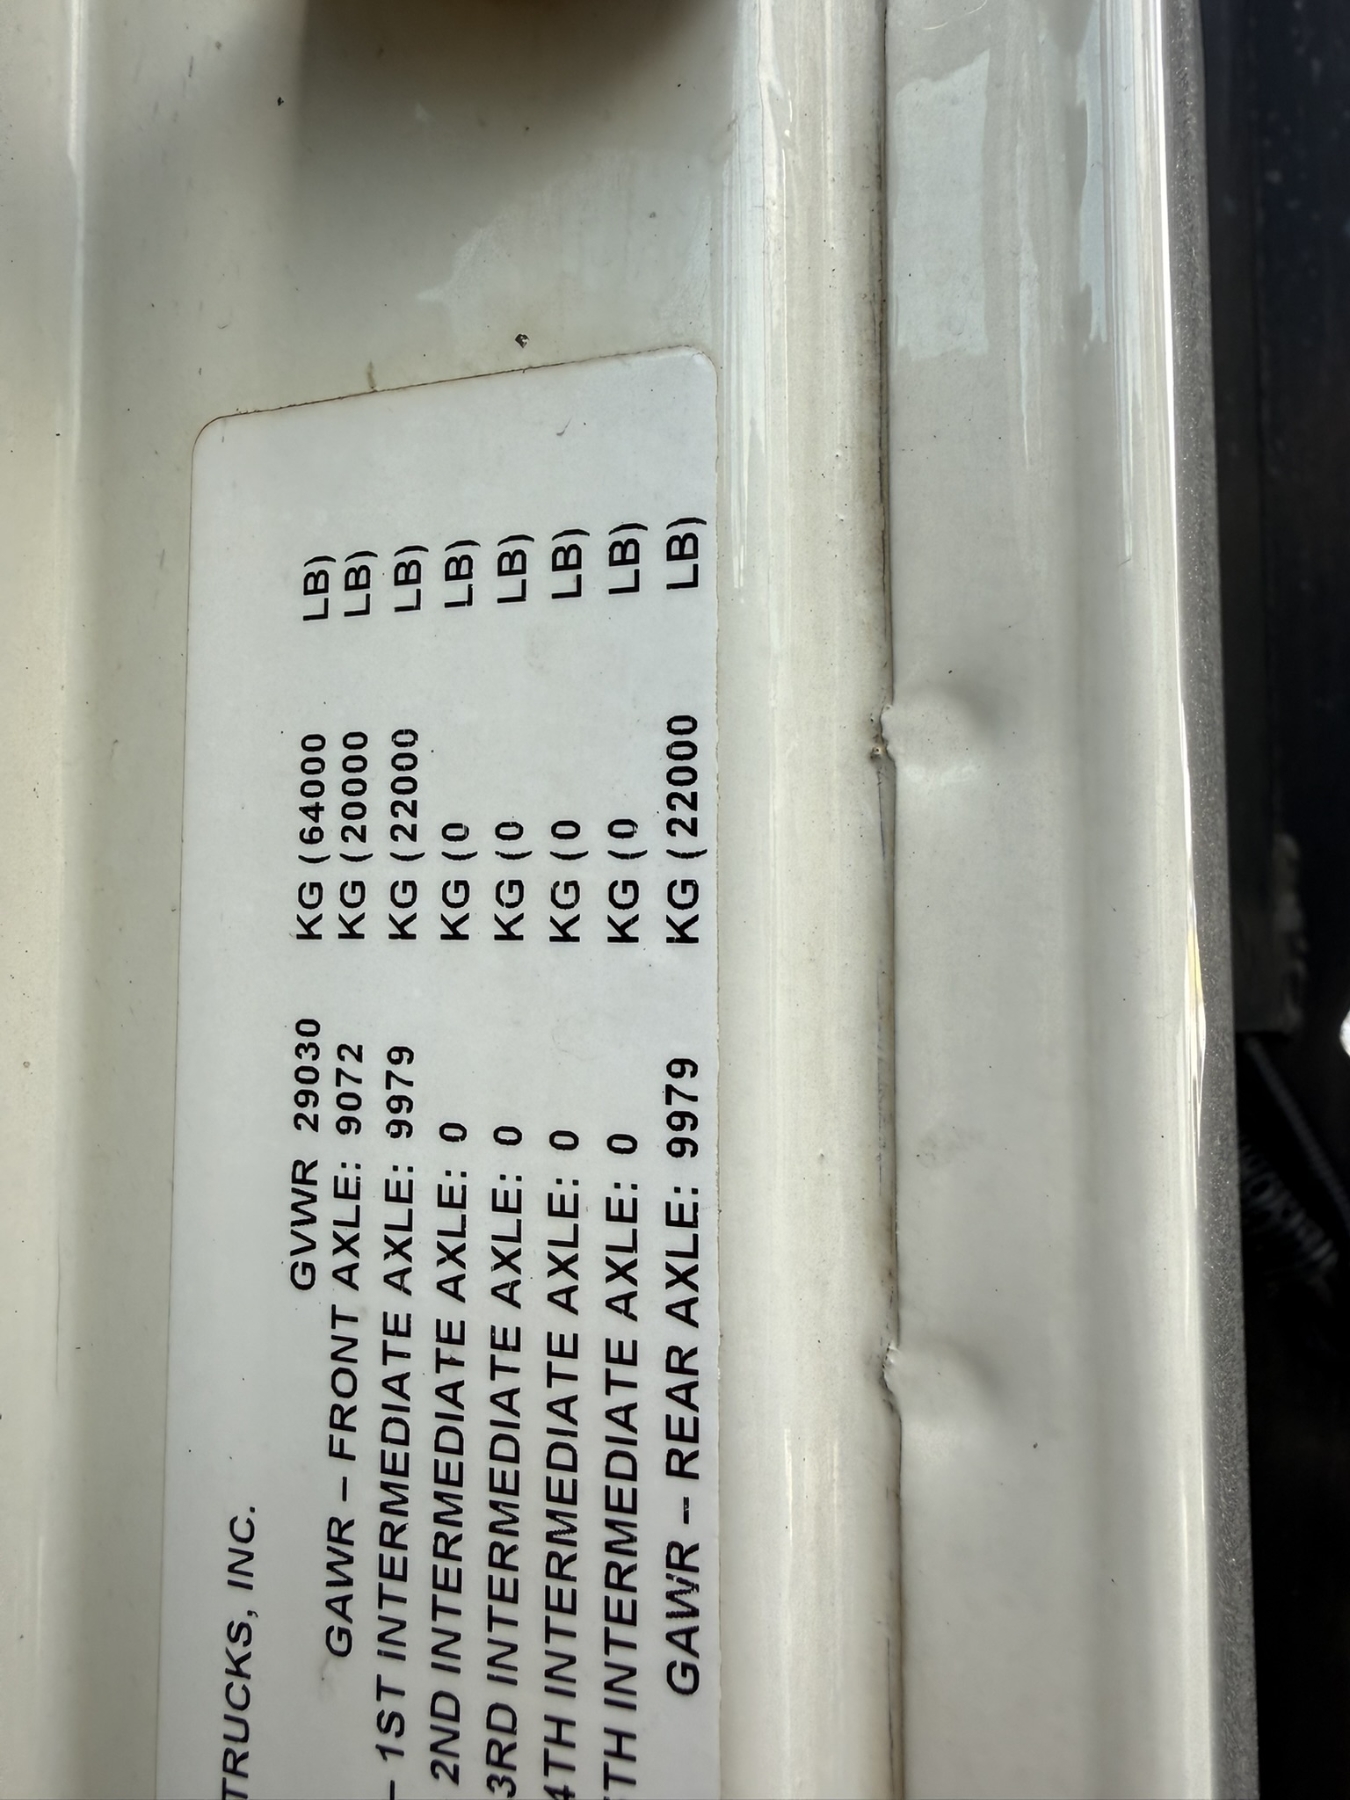 TRUCKS, INC.
GVWR 29030 KG (64000 LB)
GAWR – FRONT AXLE: 9072 KG (20000 LB)
– 1ST INTERMEDIATE AXLE: 9979 KG (22000 LB)
2ND INTERMEDIATE AXLE: 0 KG (0 LB)
3RD INTERMEDIATE AXLE: 0 KG (0 LB)
4TH INTERMEDIATE AXLE: 0 KG (0 LB)
5TH INTERMEDIATE AXLE: 0 KG (0 LB)
GAWR – REAR AXLE: 9979 KG (22000 LB)